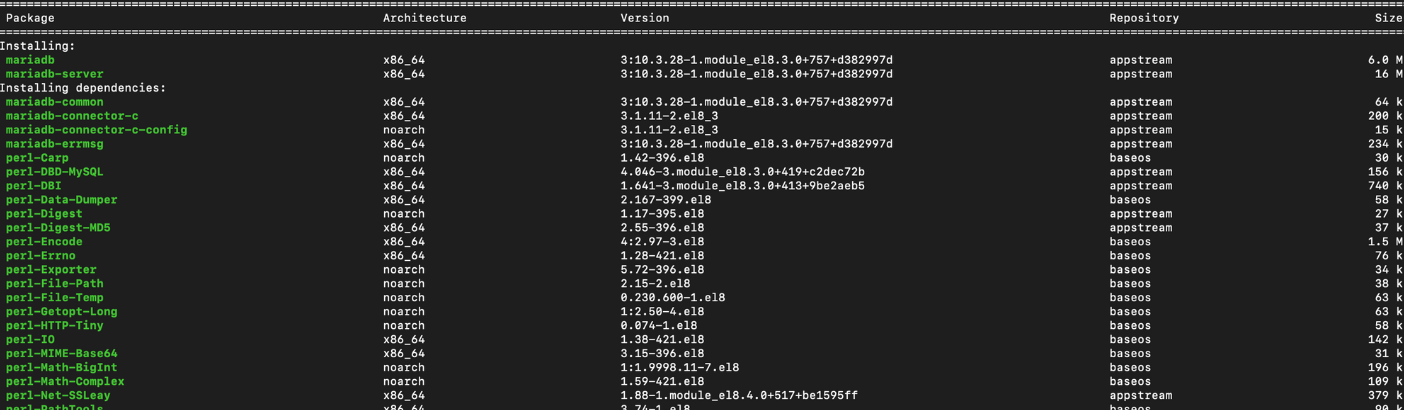 Package Architecture Version Repository Size
Installing:
mariadb x86_64 3:10.3.28-1.module_el8.3.0+757+d382997d appstream 6.0 M
mariadb-server x86_64 3:10.3.28-1.module_el8.3.0+757+d382997d appstream 16 M
Installing dependencies:
mariadb-common x86_64 3:10.3.28-1.module_el8.3.0+757+d382997d appstream 64 k
mariadb-connector-c x86_64 3.1.11-2.el8_3 appstream 200 k
mariadb-connector-c-config noarch 3.1.11-2.el8_3 appstream 15 k
mariadb-errmsg x86_64 3:10.3.28-1.module_el8.3.0+757+d382997d appstream 234 k
perl-Carp noarch 1.42-396.el8 baseos 30 k
perl-DBD-MySQL x86_64 4.046-3.module_el8.3.0+419+c2dec72b appstream 156 k
perl-DBI x86_64 1.641-3.module_el8.3.0+413+9be2aeb5 appstream 740 k
perl-Data-Dumper x86_64 2.167-399.el8 baseos 58 k
perl-Digest noarch 1.17-395.el8 appstream 27 k
perl-Digest-MD5 x86_64 2.55-396.el8 appstream 37 k
perl-Encode x86_64 4:2.97-3.el8 baseos 1.5 M
perl-Errno x86_64 1.28-421.el8 baseos 76 k
perl-Exporter noarch 5.72-396.el8 baseos 34 k
perl-File-Path noarch 2.15-2.el8 baseos 38 k
perl-File-Temp noarch 0.230.600-1.el8 baseos 63 k
perl-Getopt-Long noarch 1:2.50-4.el8 baseos 63 k
perl-HTTP-Tiny noarch 0.074-1.el8 baseos 58 k
perl-IO x86_64 1.38-421.el8 baseos 142 k
perl-MIME-Base64 x86_64 3.15-396.el8 baseos 31 k
perl-Math-BigInt noarch 1:1.9998.11-7.el8 baseos 196 k
perl-Math-Complex noarch 1.59-421.el8 baseos 109 k
perl-Net-SSLeay x86_64 1.88-1.module_el8.4.0+517+be1595ff appstream 379 k
perl-PathTools x86_64 3.74-1.el8 baseos 90 k